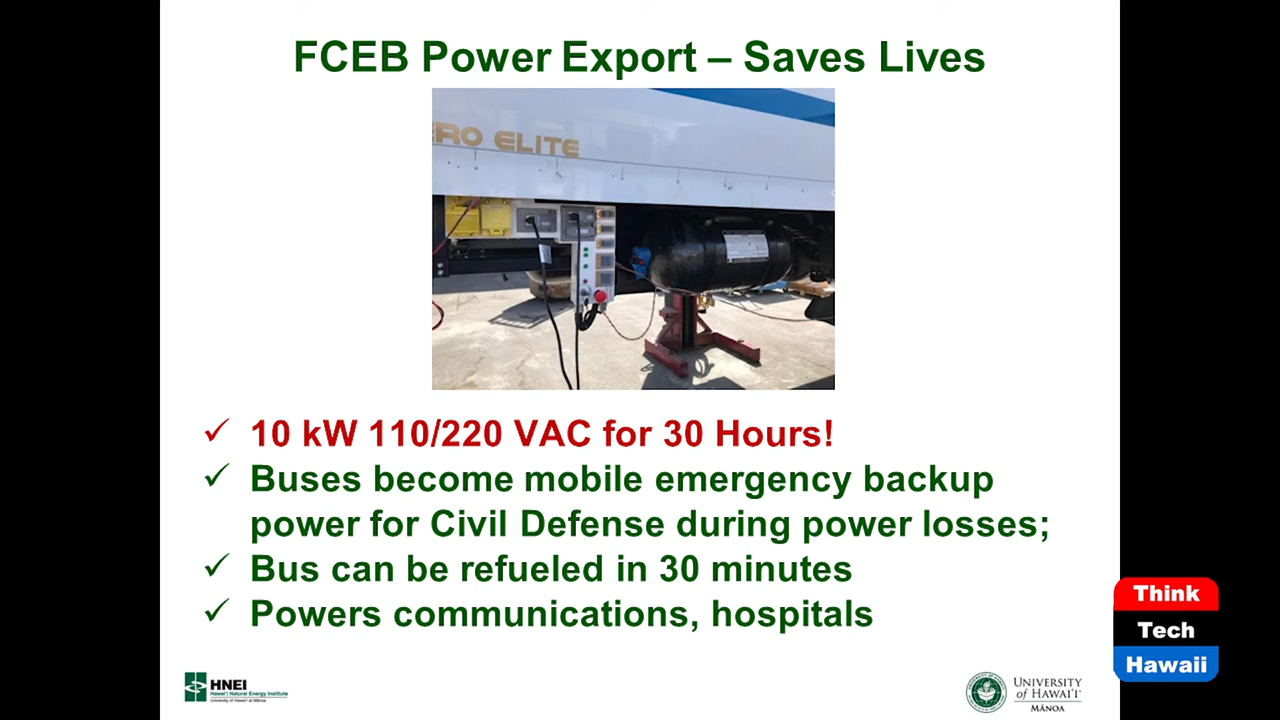 FCEB Power Export – Saves Lives
ERO ELITE
✓ 10 kW 110/220 VAC for 30 Hours!
✓ Buses become mobile emergency backup
power for Civil Defense during power losses;
✓ Bus can be refueled in 30 minutes
✓ Powers communications, hospitals
HNEI
Hawai'i Natural Energy Institute
University of Hawai'i at Mānoa
UNIVERSITY
of HAWAI'I
MĀNOA
Think
Tech
Hawaii